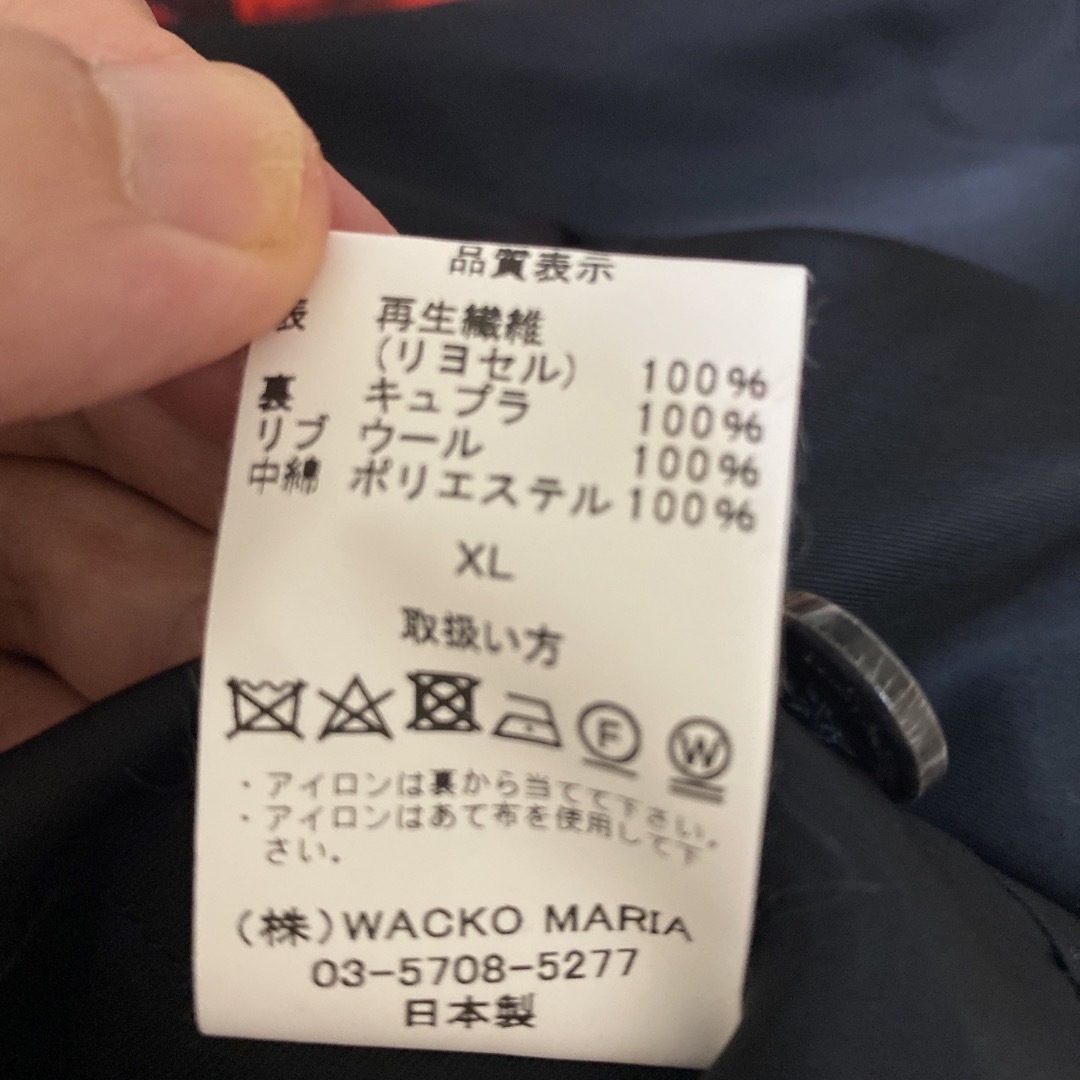 品質表示
表 再生繊維
(リヨセル) 100%
裏 キュプラ 100%
リブ ウール 100%
中綿 ポリエステル 100%
XL
取扱い方
F W
・アイロンは裏から当てて下さい。
・アイロンはあて布を使用して下
さい。
(株)WACKO MARIA
03-5708-5277
日本製